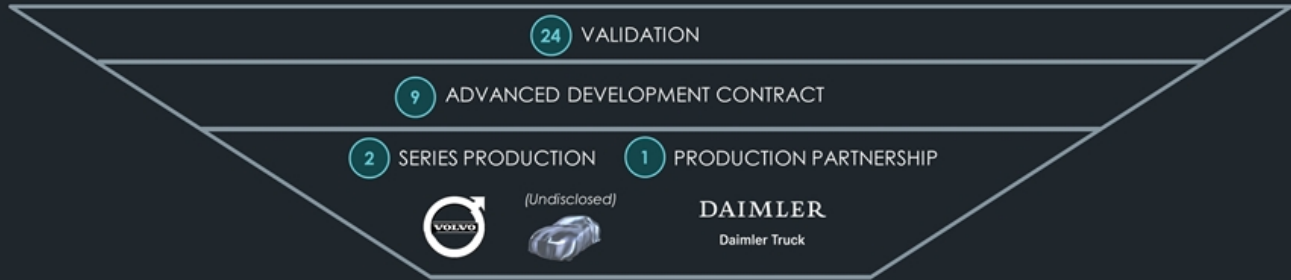 24 VALIDATION
9 ADVANCED DEVELOPMENT CONTRACT
2 SERIES PRODUCTION 1 PRODUCTION PARTNERSHIP
(Undisclosed)
VOLVO
DAIMLER
Daimler Truck